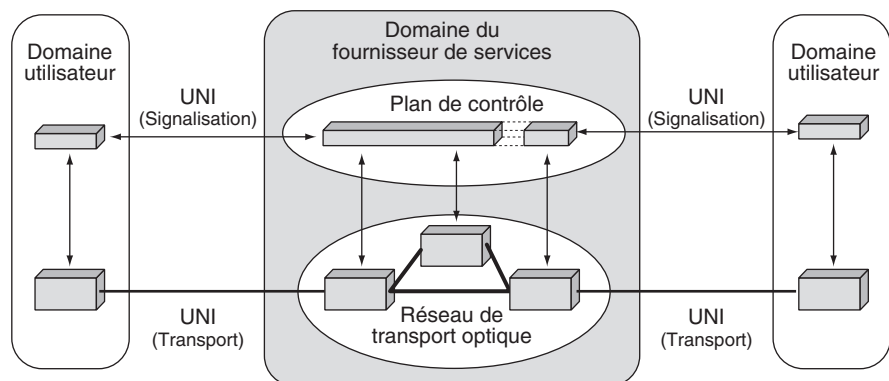 Domaine
utilisateur
Domaine du
fournisseur de services
Domaine
utilisateur
UNI
(Signalisation)
Plan de contrôle
UNI
(Signalisation)
UNI
(Transport)
Réseau de
transport optique
UNI
(Transport)